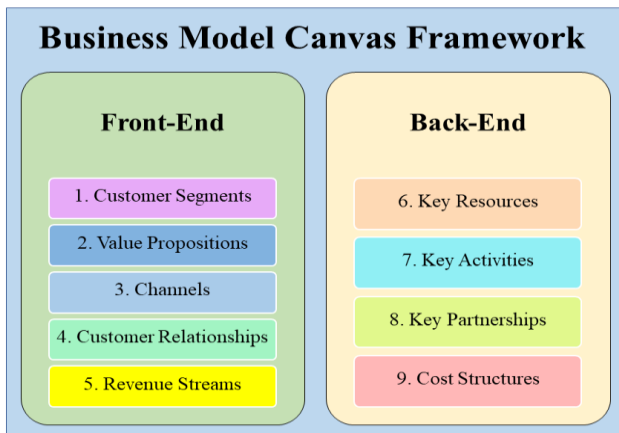 Business Model Canvas Framework
Front-End
1. Customer Segments
2. Value Propositions
3. Channels
4. Customer Relationships
5. Revenue Streams
Back-End
6. Key Resources
7. Key Activities
8. Key Partnerships
9. Cost Structures